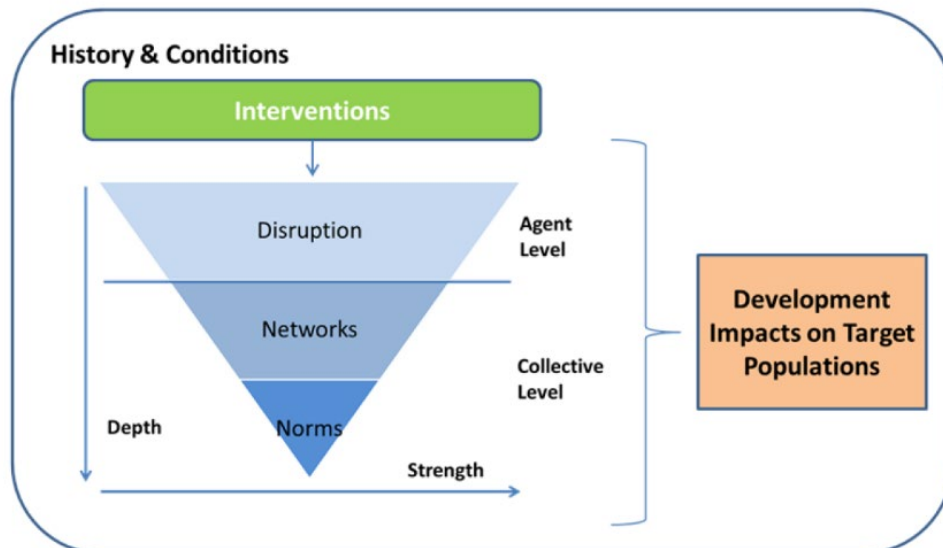 History & Conditions
Interventions
Disruption
Agent
Level
Networks
Collective
Level
Norms
Depth
Strength
Development
Impacts on Target
Populations